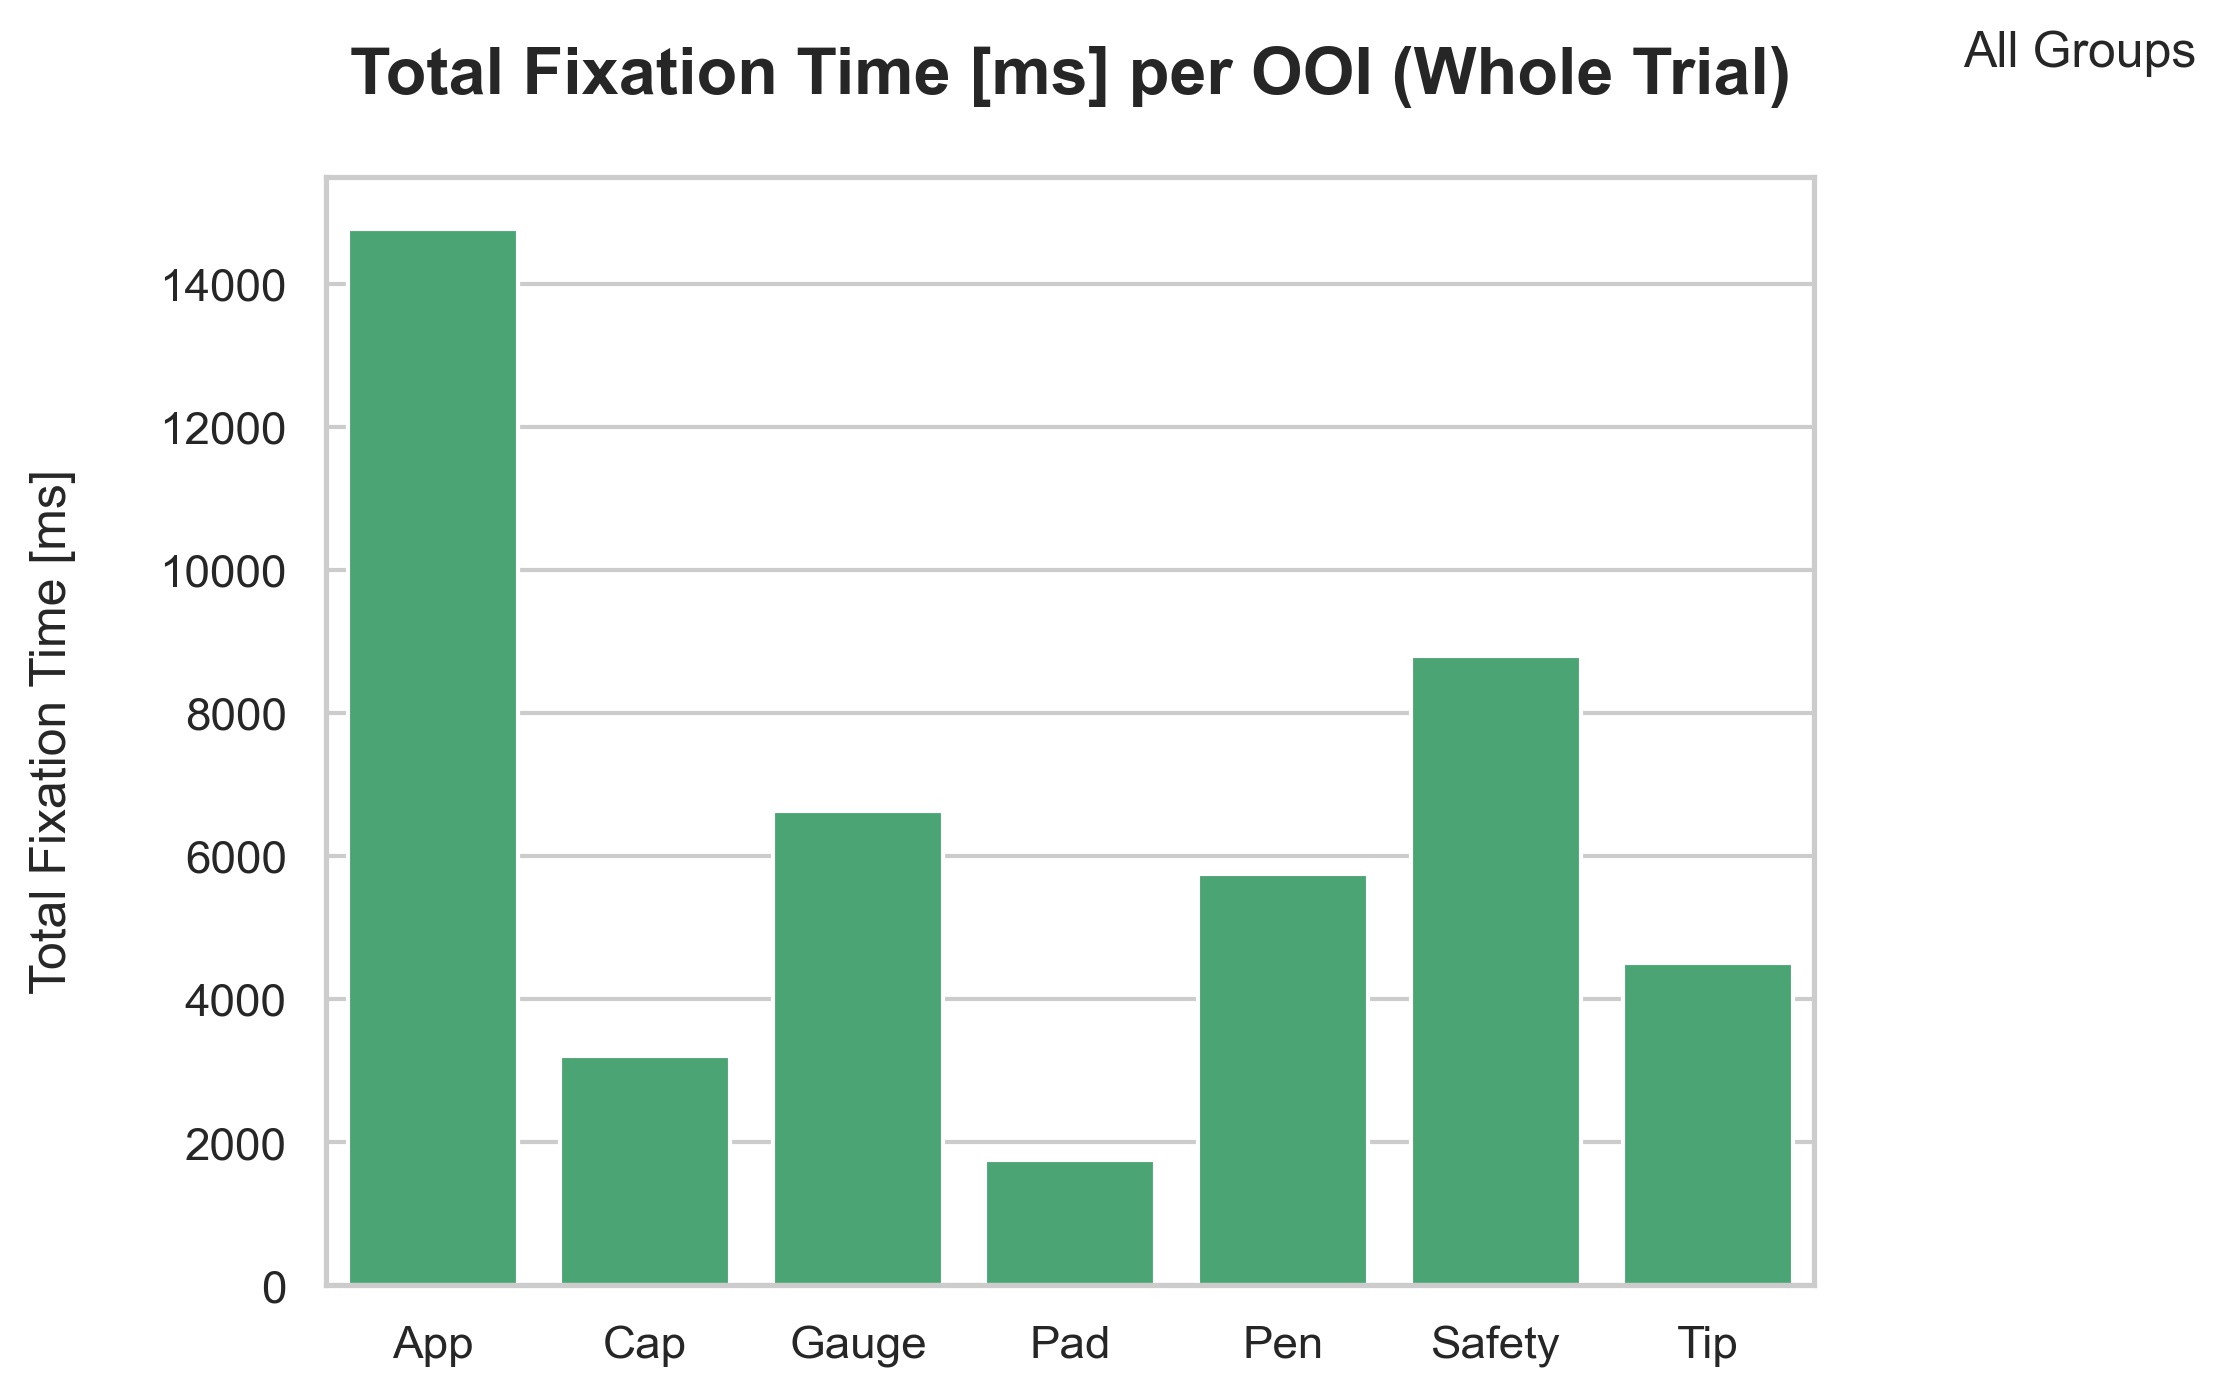 Total Fixation Time [ms] per OOI (Whole Trial)
All Groups
Total Fixation Time [ms]
14000
12000
10000
8000
6000
4000
2000
0
App
Cap
Gauge
Pad
Pen
Safety
Tip